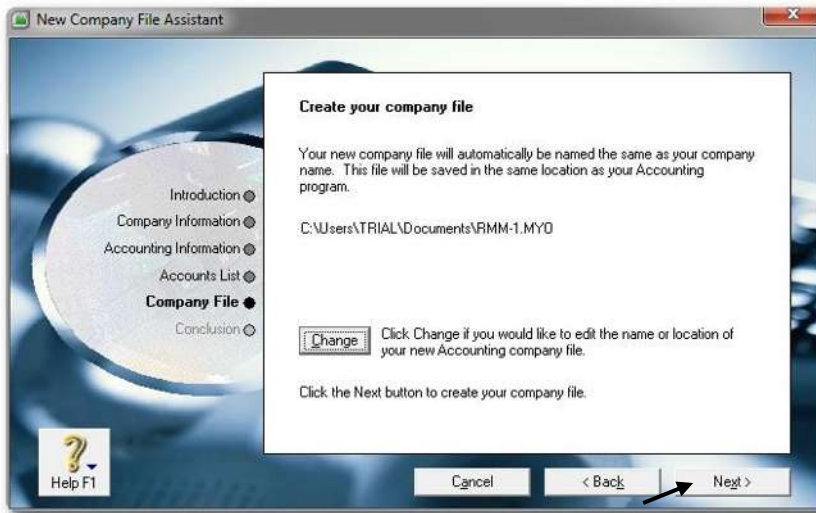 New Company File Assistant
Create your company file
Your new company file will automatically be named the same as your company
name. This file will be saved in the same location as your Accounting
program.
Introduction
Company Information
C:\Users\TRIAL\Documents\RMM-1.MYO
Accounting Information
Accounts List
Company File
Conclusion
Change
Click Change if you would like to edit the name or location of
your new Accounting company file.
Click the Next button to create your company file.
Help F1
Cancel
< Back
Next >